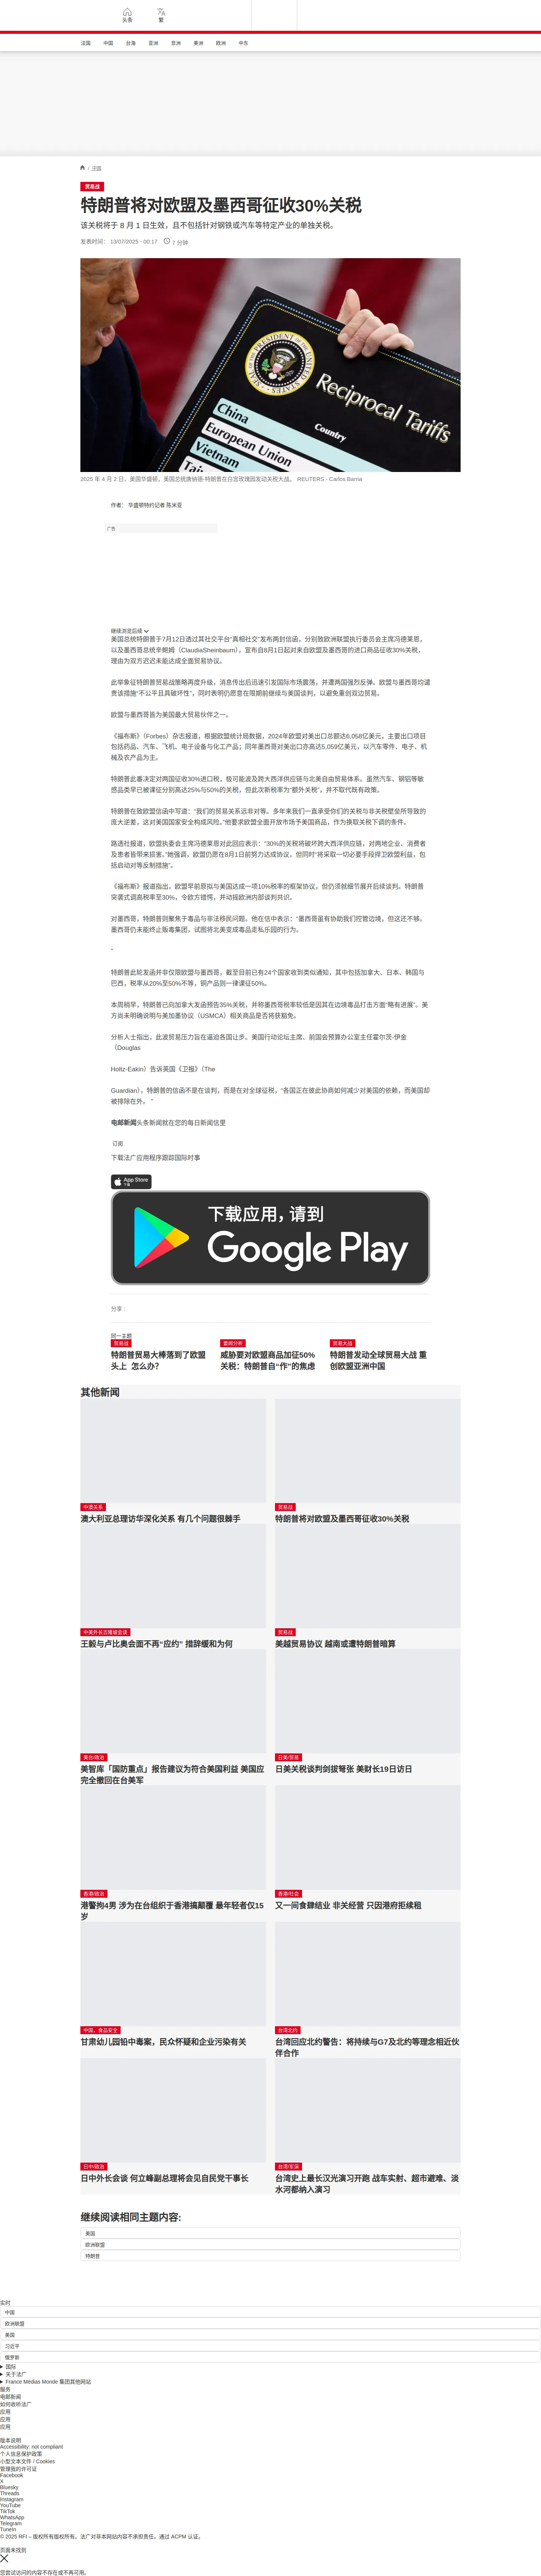 头条
繁
法国
中国
台海
亚洲
非洲
美洲
欧洲
中东
/ 中国
贸易战
特朗普将对欧盟及墨西哥征收30%关税
该关税将于 8 月 1 日生效，且不包括针对钢铁或汽车等特定产业的单独关税。
发表时间： 13/07/2025 - 00:17
7 分钟
Reciprocal Tariffs
Country
China
European Union
Vietnam
2025 年 4 月 2 日，美国华盛顿，美国总统唐纳德·特朗普在白宫玫瑰园发动关税大战。 REUTERS - Carlos Barria
作者： 华盛顿特约记者 陈米亚
广告
继续浏览后续
美国总统特朗普于7月12日透过其社交平台“真相社交”发布两封信函，分别致欧洲联盟执行委员会主席冯德莱恩，
以及墨西哥总统辛朝姆（ClaudiaSheinbaum），宣布自8月1日起对来自欧盟及墨西哥的进口商品征收30%关税，
理由为双方迟迟未能达成全面贸易协议。
此举象征特朗普贸易战策略再度升级，消息传出后迅速引发国际市场震荡，并遭两国强烈反弹。欧盟与墨西哥均谴
责该措施"不公平且具破坏性"，同时表明仍愿意在限期前继续与美国谈判，以避免重创双边贸易。
欧盟与墨西哥皆为美国最大贸易伙伴之一。
《福布斯》（Forbes）杂志报道，根据欧盟统计局数据，2024年欧盟对美出口总额达6,058亿美元，主要出口项目
包括药品、汽车、飞机、电子设备与化工产品；同年墨西哥对美出口亦高达5,059亿美元，以汽车零件、电子、机
械及农产品为主。
特朗普此番决定对两国征收30%进口税，极可能波及跨大西洋供应链与北美自由贸易体系。虽然汽车、铜铝等敏
感品类早已被课征分别高达25%与50%的关税，但此次新税率为"额外关税"，并不取代既有政策。
特朗普在致欧盟信函中写道："我们的贸易关系远非对等。多年来我们一直承受你们的关税与非关税壁垒所导致的
庞大逆差，这对美国国家安全构成风险。"他要求欧盟全面开放市场予美国商品，作为换取关税下调的条件。
路透社报道，欧盟执委会主席冯德莱恩对此回应表示："30%的关税将破坏跨大西洋供应链，对两地企业、消费者
及患者皆带来损害。"她强调，欧盟仍愿在8月1日前努力达成协议，但同时"将采取一切必要手段捍卫欧盟利益，包
括启动对等反制措施"。
《福布斯》报道指出，欧盟早前原拟与美国达成一项10%税率的框架协议，但仍须就细节展开后续谈判。特朗普
突袭式调高税率至30%，令欧方错愕，并动摇欧洲内部谈判共识。
对墨西哥，特朗普则聚焦于毒品与非法移民问题。他在信中表示："墨西哥虽有协助我们控管边境，但这还不够。
墨西哥仍未能终止贩毒集团，试图将北美变成毒品走私乐园的行为。
"
特朗普此轮发函并非仅限欧盟与墨西哥，截至目前已有24个国家收到类似通知，其中包括加拿大、日本、韩国与
巴西，税率从20%至50%不等，铜产品则一律课征50%。
本周稍早，特朗普已向加拿大发函预告35%关税，并称墨西哥税率较低是因其在边境毒品打击方面"略有进展"。美
方尚未明确说明与美加墨协议（USMCA）相关商品是否将获豁免。
分析人士指出，此波贸易压力旨在逼迫各国让步。美国行动论坛主席、前国会预算办公室主任霍尔茨-伊金
（Douglas
Holtz-Eakin）告诉英国《卫报》（The
Guardian），特朗普的信函不是在谈判，而是在对全球征税，"各国正在彼此协商如何减少对美国的依赖，而美国却
被排除在外。 "
电邮新闻头条新闻就在您的每日新闻信里
订阅
下载法广应用程序跟踪国际时事
App Store
下载
下载应用，请到
Google Play
分享 :
同一主题
贸易战
特朗普贸易大棒落到了欧盟
头上 怎么办？
要闻分析
威胁要对欧盟商品加征50%
关税： 特朗普自“作”的焦虑
贸易大战
特朗普发动全球贸易大战 重
创欧盟亚洲中国
其他新闻
中澳关系
澳大利亚总理访华深化关系 有几个问题很棘手
贸易战
特朗普将对欧盟及墨西哥征收30%关税
中美外长吉隆坡会谈
王毅与卢比奥会面不再“应约” 措辞缓和为何
贸易战
美越贸易协议 越南或遭特朗普暗算
美台/政治
美智库「国防重点」报告建议为符合美国利益 美国应
完全撤回在台美军
日美/贸易
日美关税谈判剑拔弩张 美财长19日访日
香港/政治
港警拘4男 涉为在台组织于香港搞颠覆 最年轻者仅15
岁
香港/社会
又一间食肆结业 非关经营 只因港府拒续租
中国，食品安全
甘肃幼儿园铅中毒案，民众怀疑和企业污染有关
台湾北约
台湾回应北约警告：将持续与G7及北约等理念相近伙
伴合作
日中/政治
日中外长会谈 何立峰副总理将会见自民党干事长
台湾/军演
台湾史上最长汉光演习开跑 战车实射、超市避难、淡
水河都纳入演习
继续阅读相同主题内容:
美国
欧洲联盟
特朗普
实时
中国
欧洲联盟
美国
习近平
俄罗斯
国际
关于法广
France Médias Monde 集团其他网站
服务
电邮新闻
如何收听法广
应用
应用
应用
版本说明
Accessibility: not compliant
个人信息保护政策
小型文本文件 / Cookies
管理我的许可证
Facebook
X
Bluesky
Threads
Instagram
YouTube
TikTok
WhatsApp
Telegram
TuneIn
© 2025 RFI – 版权所有版权所有。法广对非本网站内容不承担责任。通过 ACPM 认证。
页面未找到
您尝试访问的内容不存在或不再可用。